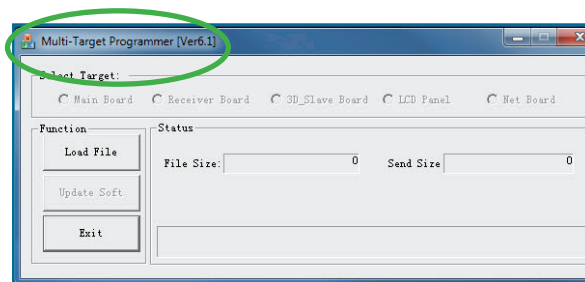 Multi-Target Programmer [Ver6.1]
Select Target:
Main Board Receiver Board 3D_Slave Board LCD Panel Net Board
Function
Status
Load File
File Size: 0 Send Size 0
Update Soft
Exit